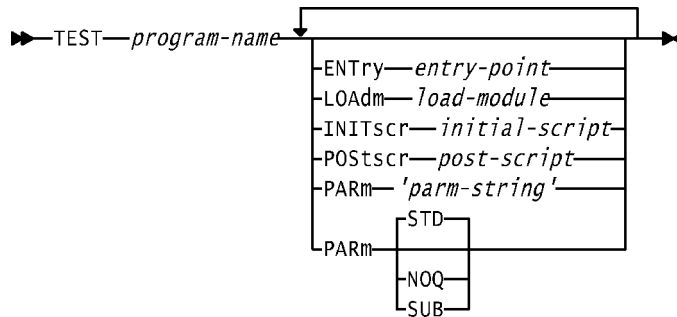 TEST program-name
ENTry entry-point
LOAdm load-module
INITscr initial-script
POStscr post-script
PARm 'parm-string'
STD
PARm
NOQ
SUB